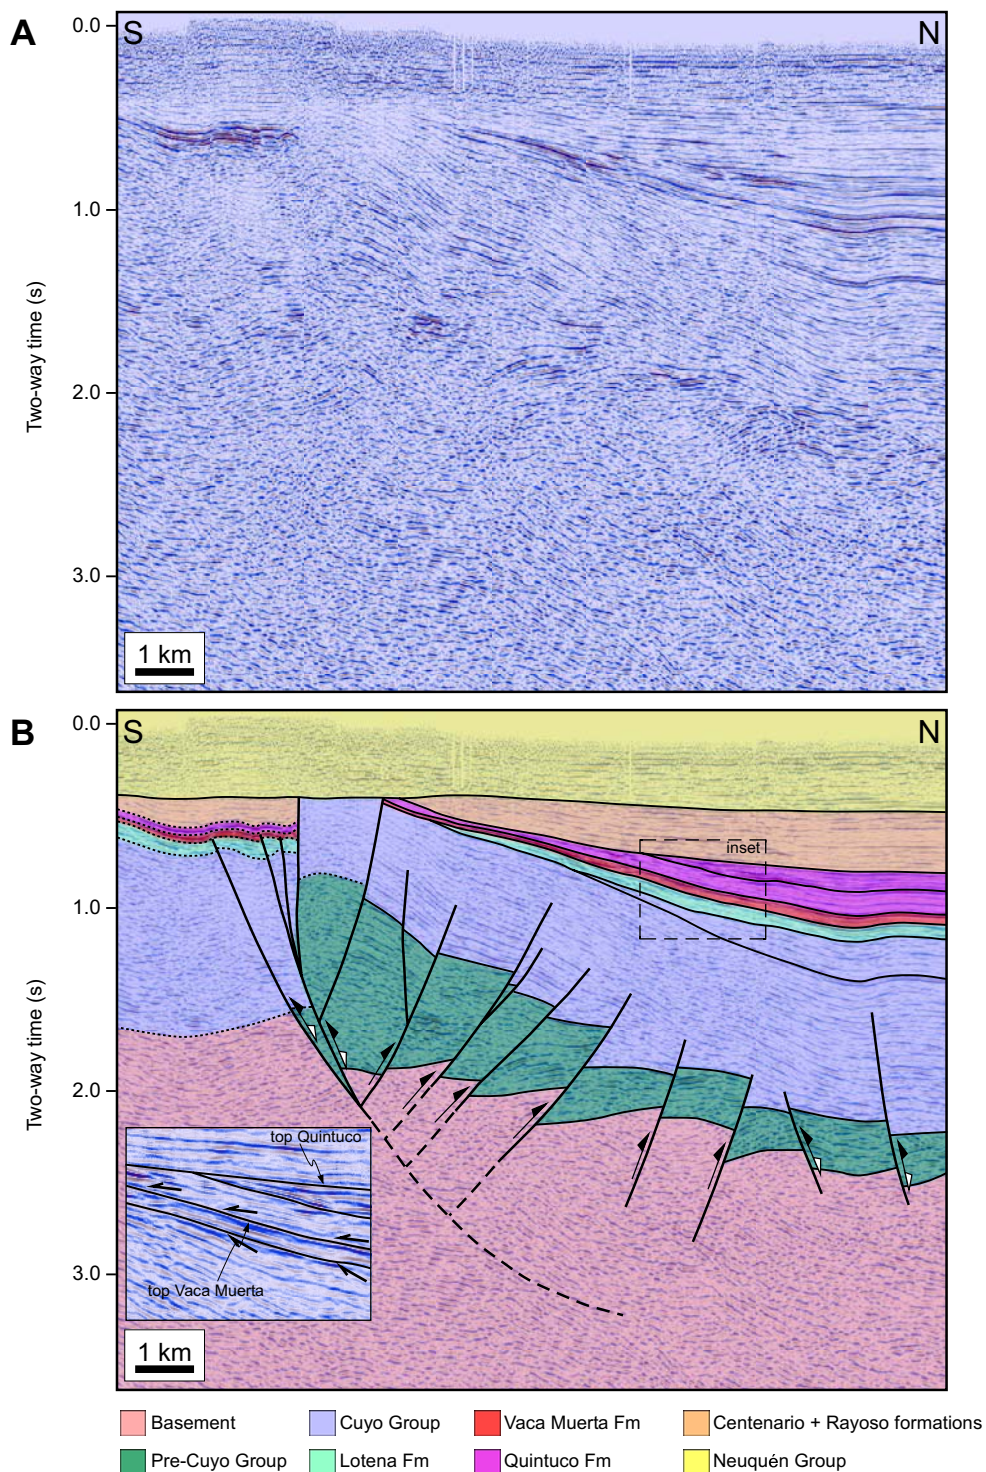 A
S
N
0.0
1.0
2.0
3.0
Two-way time (s)
1 km
B
S
N
0.0
1.0
2.0
3.0
Two-way time (s)
inset
top Quintuco
top Vaca Muerta
1 km
Basement
Cuyo Group
Vaca Muerta Fm
Centenario + Rayoso formations
Pre-Cuyo Group
Lotena Fm
Quintuco Fm
Neuquén Group